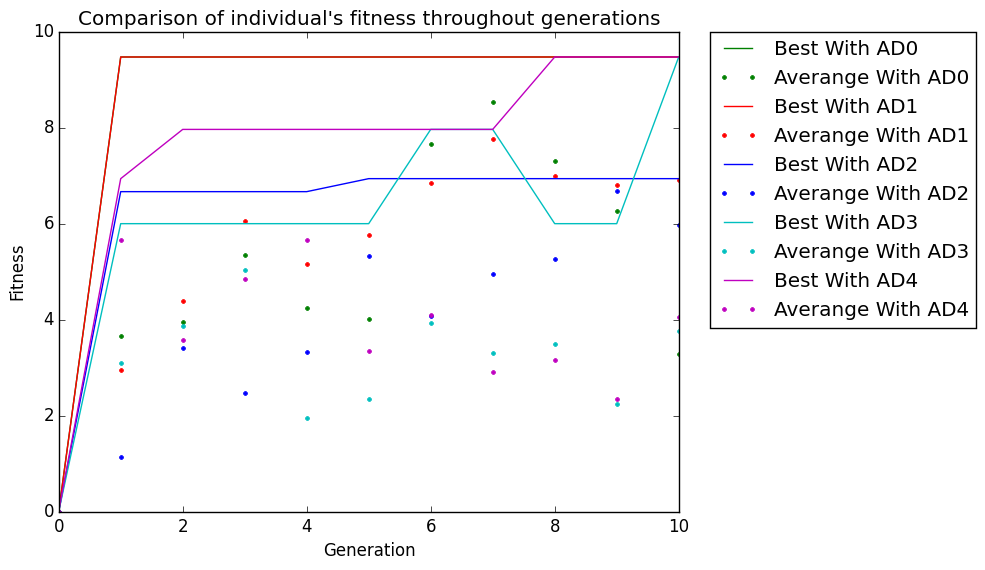 Comparison of individual's fitness throughout generations
10
8
6
4
2
0
Fitness
0 2 4 6 8 10
Generation
Best With AD0
Averange With AD0
Best With AD1
Averange With AD1
Best With AD2
Averange With AD2
Best With AD3
Averange With AD3
Best With AD4
Averange With AD4